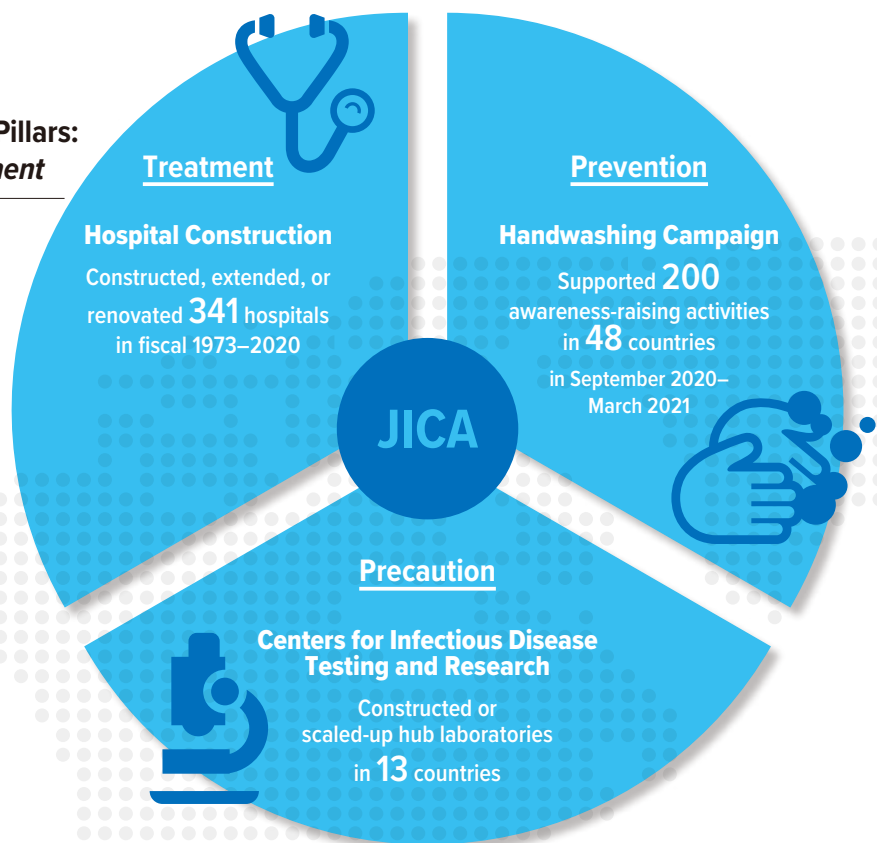 Pillars:
ment
Treatment
Hospital Construction
Constructed, extended, or
renovated 341 hospitals
in fiscal 1973–2020
Prevention
Handwashing Campaign
Supported 200
awareness-raising activities
in 48 countries
in September 2020–
March 2021
JICA
Precaution
Centers for Infectious Disease
Testing and Research
Constructed or
scaled-up hub laboratories
in 13 countries